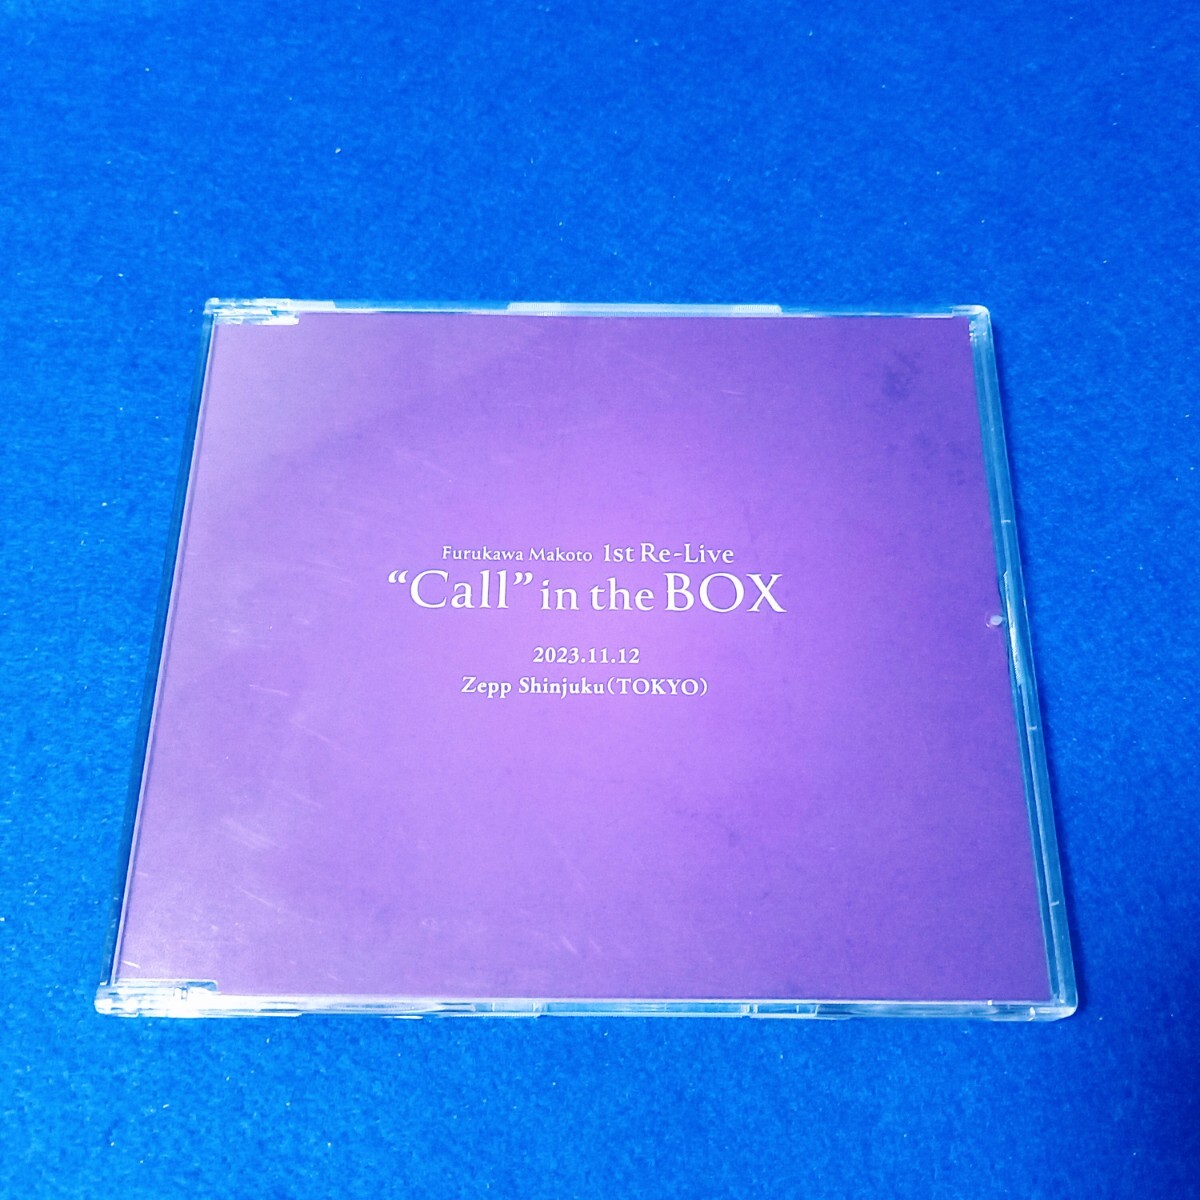 Furukawa Makoto 1st Re-Live
“Call” in the BOX
2023.11.12
Zepp Shinjuku(TOKYO)